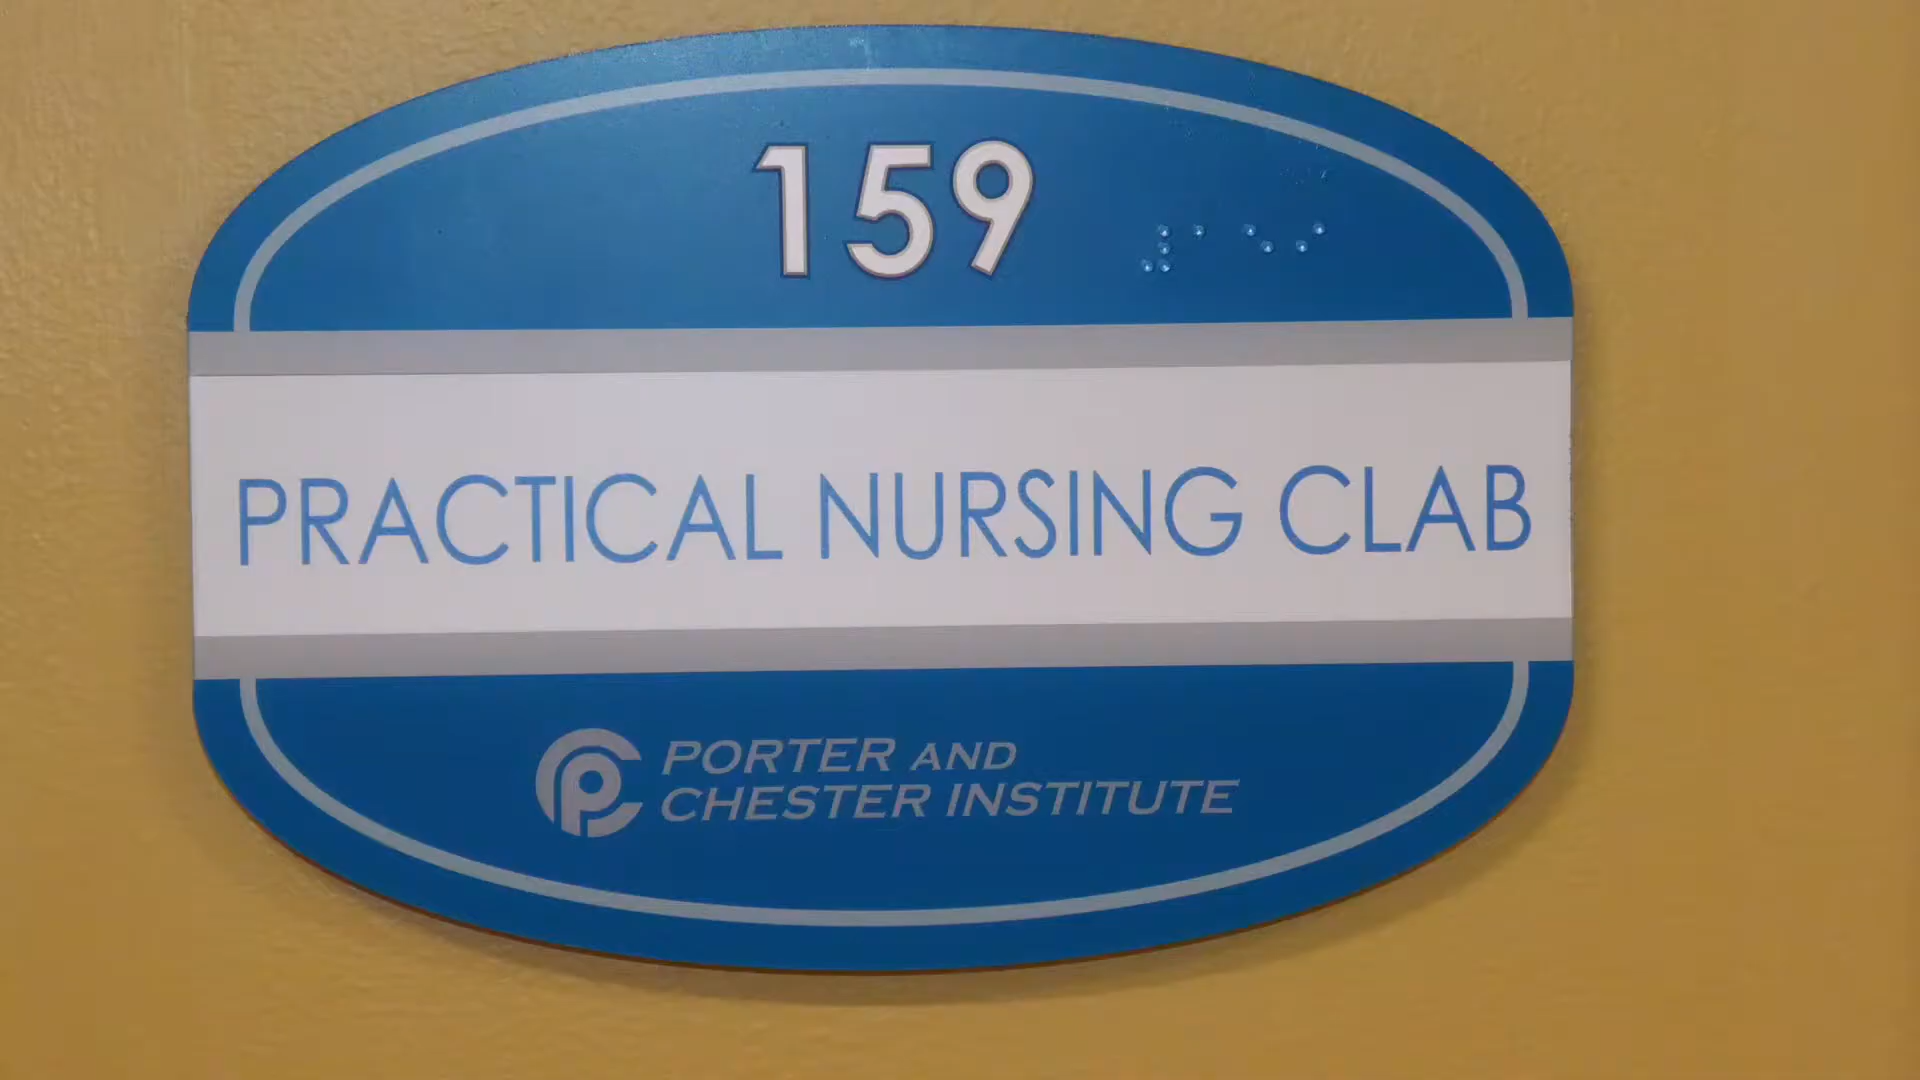 159
⠼⠁⠑⠊
PRACTICAL NURSING CLAB
PORTER AND
CHESTER INSTITUTE